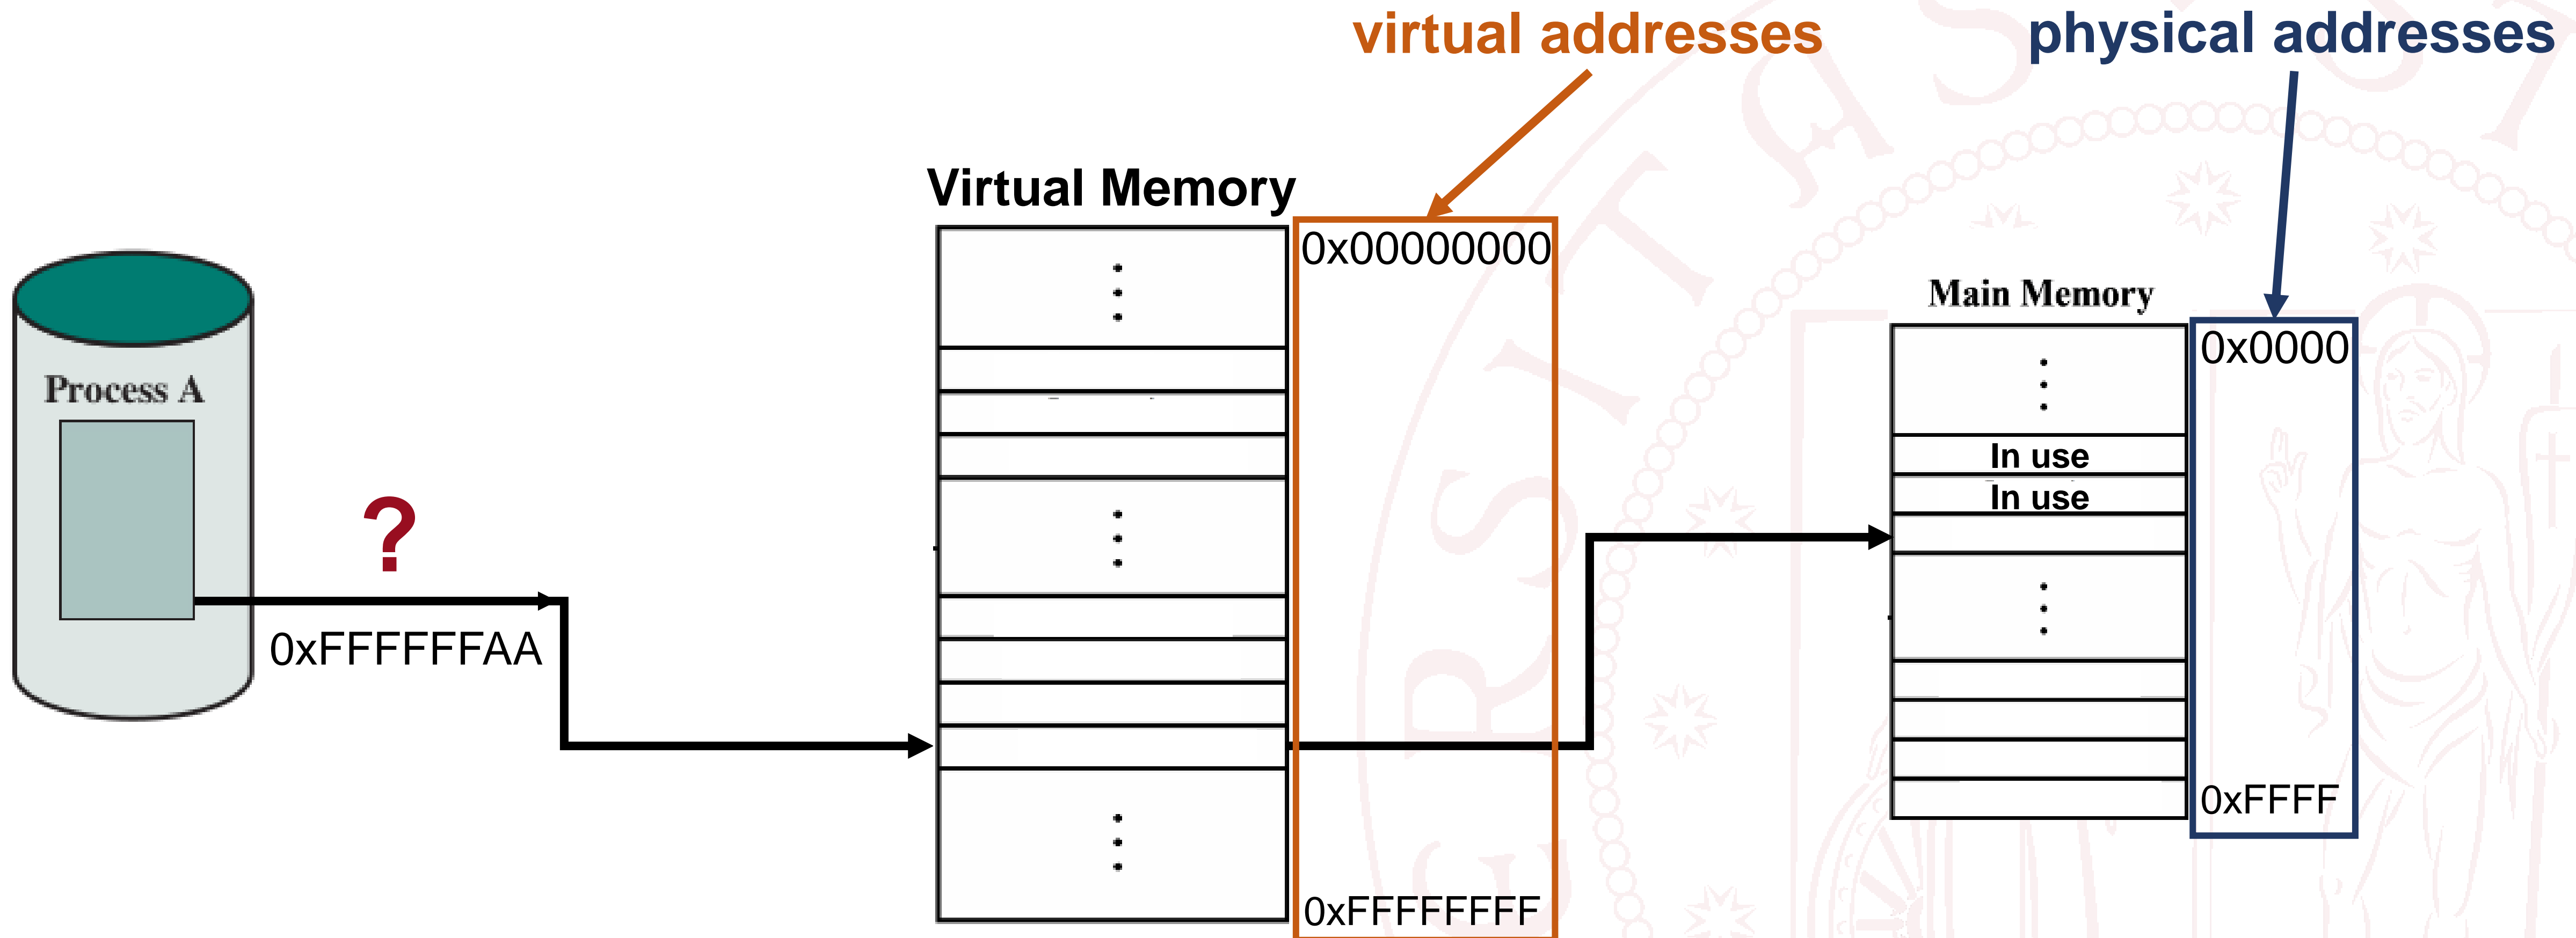 virtual addresses
physical addresses
Virtual Memory
0x00000000
Main Memory
0x0000
Process A
In use
In use
?
0xFFFFFFAA
0xFFFF
0xFFFFFFFF